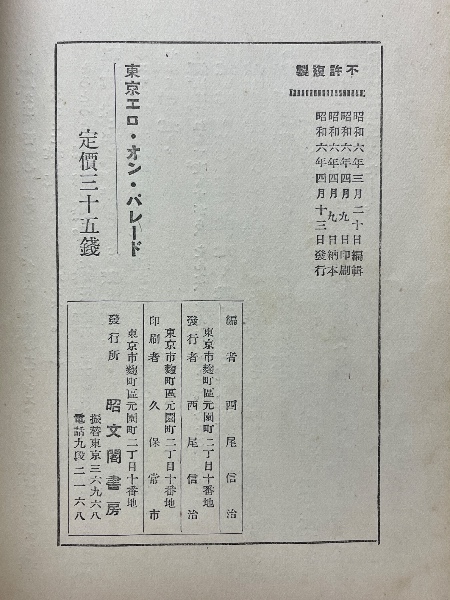 不許複製
昭和六年三月二十日編輯
昭和六年四月九日印刷
昭和六年四月九日納本
昭和六年四月十三日發行
東京エロ・オン・パレード
定價三十五錢
編者 西尾信治
東京市麴町區元園町二丁目十番地
發行者 西尾信治
東京市麴町區元園町二丁目十番地
印刷者 久保常市
東京市麴町區元園町二丁目十番地
發行所 昭文閣書房
振替東京三六九六八
電話九段二一六八